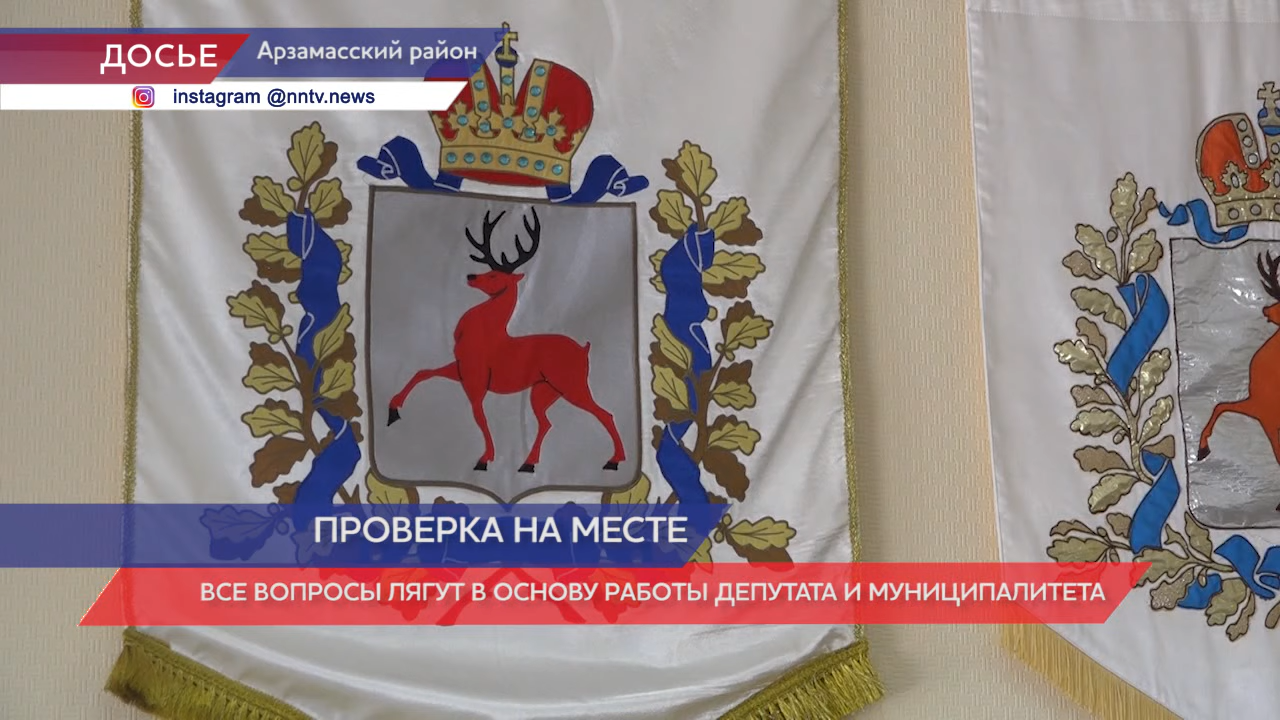 ДОСЬЕ
Арзамасский район
instagram @nntv.news
ПРОВЕРКА НА МЕСТЕ
ВСЕ ВОПРОСЫ ЛЯГУТ В ОСНОВУ РАБОТЫ ДЕПУТАТА И МУНИЦИПАЛИТЕТА